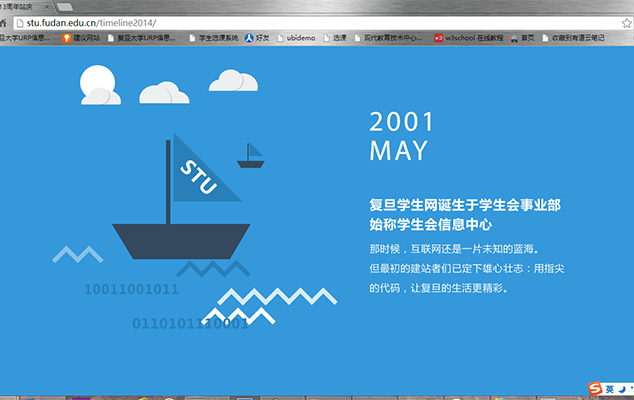 13周年站庆
stu.fudan.edu.cn/timeline2014/
旦大学URP信息... 建议网站 复旦大学URP信息... 学生选课系统 好友 ubidemo 选课 现代教育技术中心... w3school 在线教程 首页 收藏到有道云笔记
2001
MAY
STU
复旦学生网诞生于学生会事业部
始称学生会信息中心
那时候，互联网还是一片未知的蓝海。
但最初的建站者们已定下雄心壮志：用指尖
的代码，让复旦的生活更精彩。
10011001011
0110101110001
英